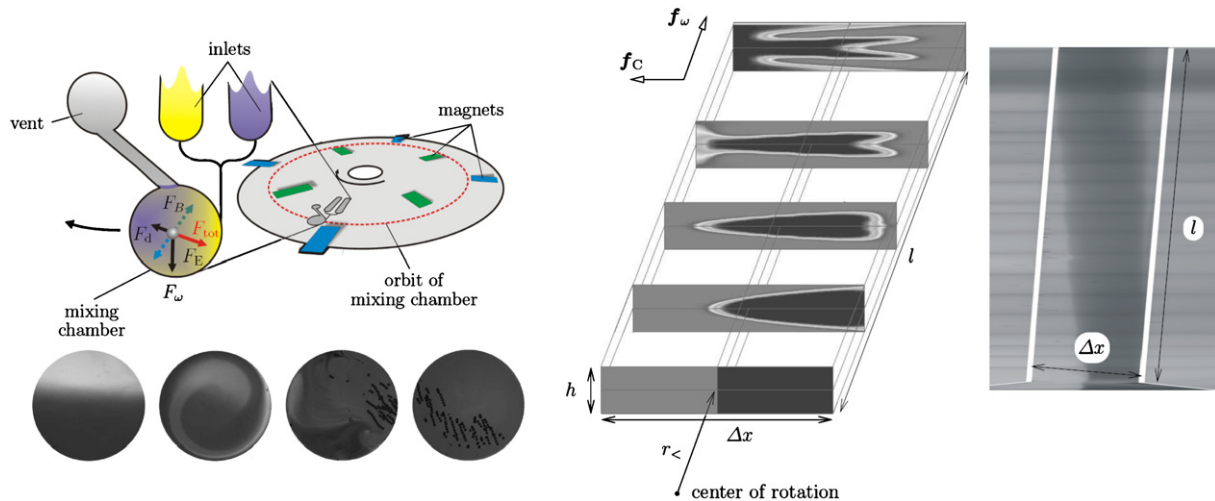 inlets
vent
magnets
F_B
F_d
F_tot
F_E
F_ω
mixing
chamber
orbit of
mixing chamber
f_ω
f_C
l
h
Δx
r_<
center of rotation
l
Δx